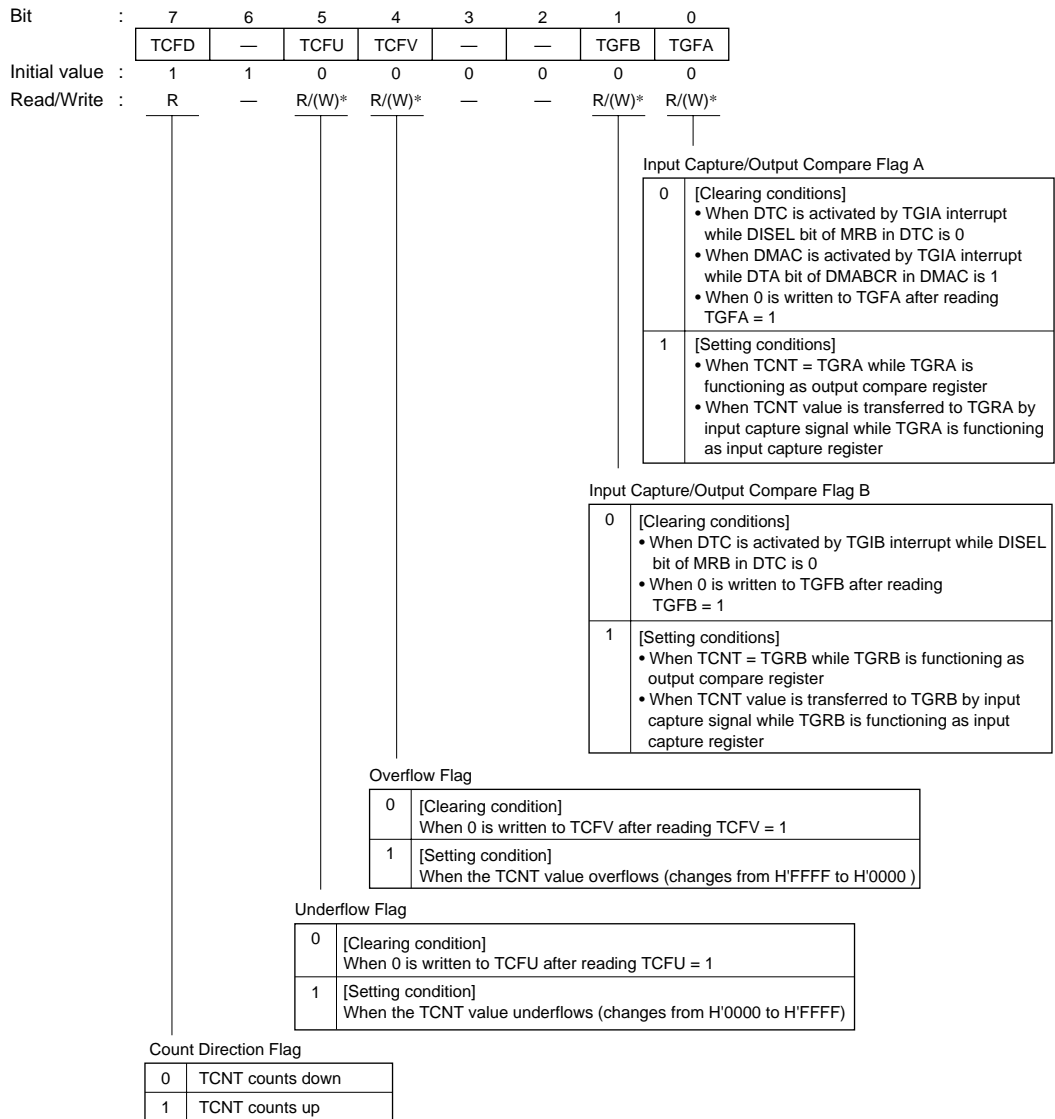 Bit : 7 6 5 4 3 2 1 0
TCFD — TCFU TCFV — — TGFB TGFA
Initial value : 1 1 0 0 0 0 0 0
Read/Write : R — R/(W)* R/(W)* — — R/(W)* R/(W)*
Input Capture/Output Compare Flag A
0 [Clearing conditions]
• When DTC is activated by TGIA interrupt
while DISEL bit of MRB in DTC is 0
• When DMAC is activated by TGIA interrupt
while DTA bit of DMABCR in DMAC is 1
• When 0 is written to TGFA after reading
TGFA = 1
1 [Setting conditions]
• When TCNT = TGRA while TGRA is
functioning as output compare register
• When TCNT value is transferred to TGRA by
input capture signal while TGRA is functioning
as input capture register
Input Capture/Output Compare Flag B
0 [Clearing conditions]
• When DTC is activated by TGIB interrupt while DISEL
bit of MRB in DTC is 0
• When 0 is written to TGFB after reading
TGFB = 1
1 [Setting conditions]
• When TCNT = TGRB while TGRB is functioning as
output compare register
• When TCNT value is transferred to TGRB by input
capture signal while TGRB is functioning as input
capture register
Overflow Flag
0 [Clearing condition]
When 0 is written to TCFV after reading TCFV = 1
1 [Setting condition]
When the TCNT value overflows (changes from H'FFFF to H'0000 )
Underflow Flag
0 [Clearing condition]
When 0 is written to TCFU after reading TCFU = 1
1 [Setting condition]
When the TCNT value underflows (changes from H'0000 to H'FFFF)
Count Direction Flag
0 TCNT counts down
1 TCNT counts up